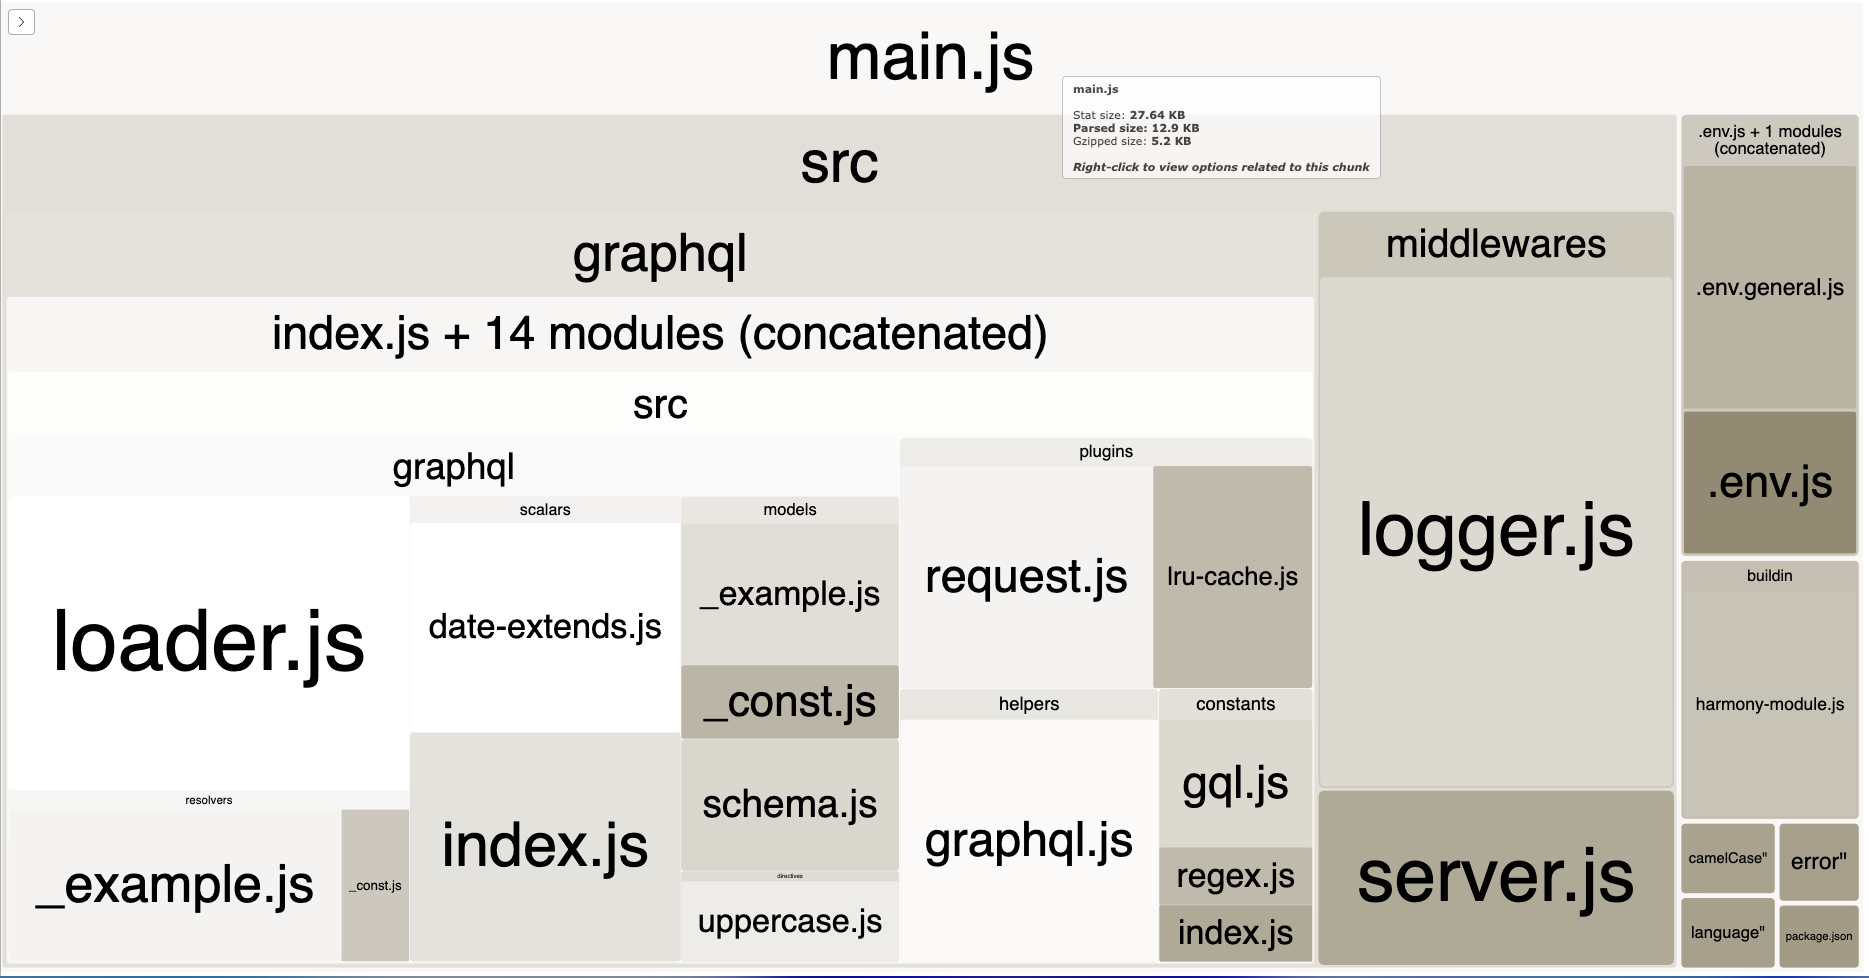 main.js
main.js
Stat size: 27.64 KB
Parsed size: 12.9 KB
Gzipped size: 5.2 KB
Right-click to view options related to this chunk
src
graphql
index.js + 14 modules (concatenated)
src
graphql
loader.js
resolvers
_example.js
_const.js
scalars
date-extends.js
index.js
models
_example.js
_const.js
schema.js
directives
uppercase.js
plugins
request.js
lru-cache.js
helpers
graphql.js
constants
gql.js
regex.js
index.js
middlewares
logger.js
server.js
.env.js + 1 modules
(concatenated)
.env.general.js
.env.js
buildin
harmony-module.js
camelCase"
error"
language"
package.json